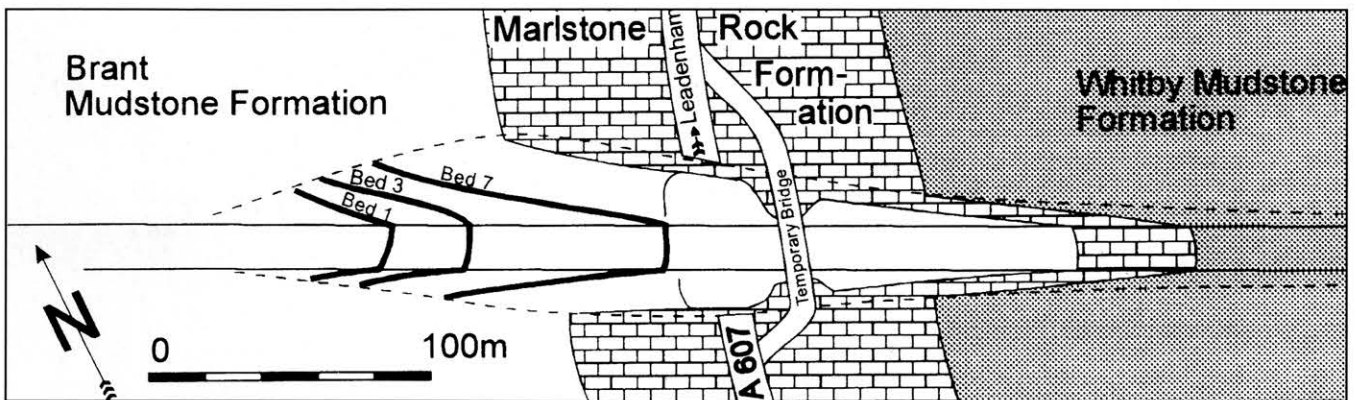 Brant
Mudstone Formation
Marlstone Rock
Form-
ation
Leadenham
Whitby Mudstone
Formation
Bed 1
Bed 3
Bed 7
Temporary Bridge
A 607
N
0 100m